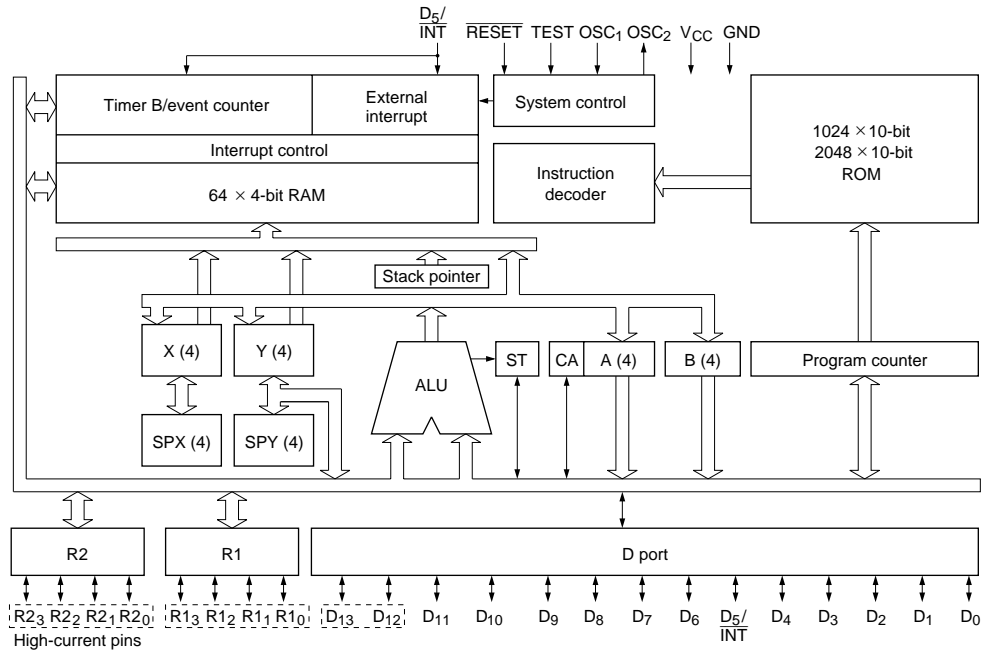 D5/
INT RESET TEST OSC1 OSC2 VCC GND
Timer B/event counter
External
interrupt
System control
1024 × 10-bit
2048 × 10-bit
ROM
Interrupt control
64 × 4-bit RAM
Instruction
decoder
Stack pointer
X (4)
Y (4)
ALU
ST
CA
A (4)
B (4)
Program counter
SPX (4)
SPY (4)
R2
R1
D port
R23 R22 R21 R20 R13 R12 R11 R10 D13 D12 D11 D10 D9 D8 D7 D6 D5/ D4 D3 D2 D1 D0
INT
High-current pins